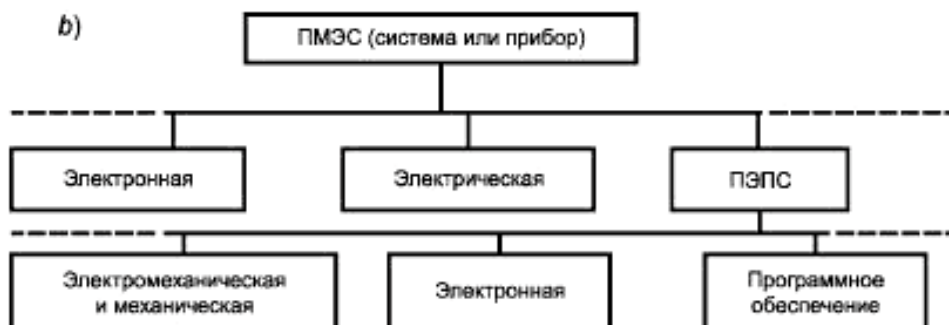 b)
ПМЭС (система или прибор)
Электронная
Электрическая
ПЭПС
Электромеханическая
и механическая
Электронная
Программное
обеспечение